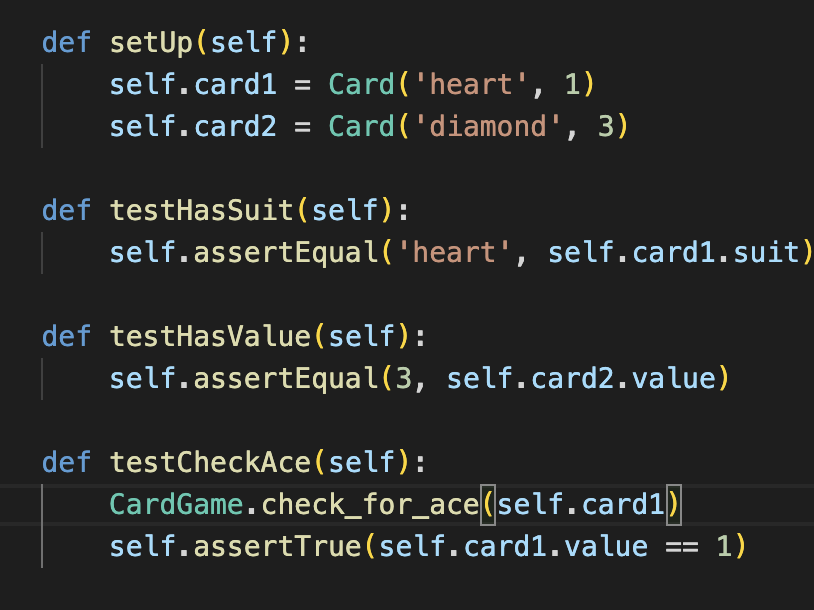 def setUp(self):
self.card1 = Card('heart', 1)
self.card2 = Card('diamond', 3)
def testHasSuit(self):
self.assertEqual('heart', self.card1.suit)
def testHasValue(self):
self.assertEqual(3, self.card2.value)
def testCheckAce(self):
CardGame.check_for_ace(self.card1)
self.assertTrue(self.card1.value == 1)